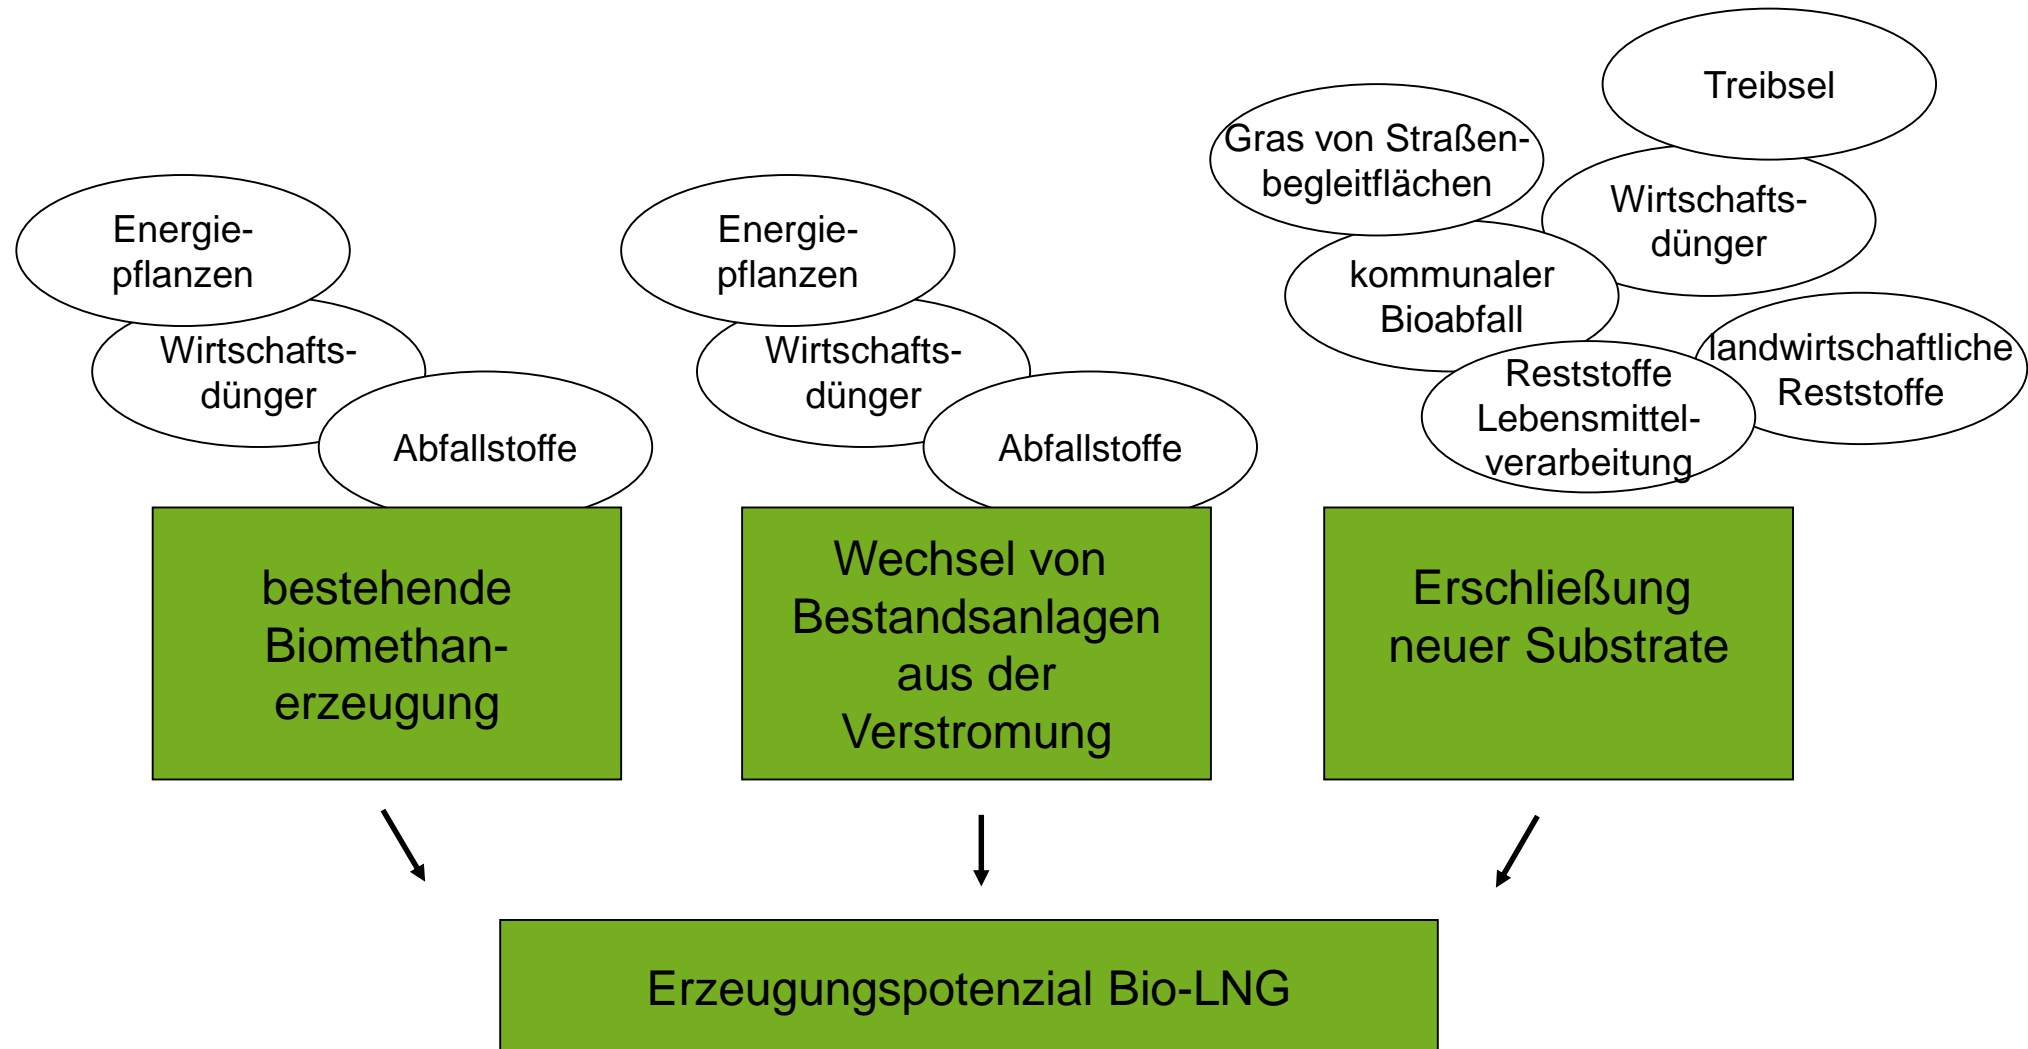 Energie-
pflanzen
Wirtschafts-
dünger
Abfallstoffe
bestehende
Biomethan-
erzeugung
Energie-
pflanzen
Wirtschafts-
dünger
Abfallstoffe
Wechsel von
Bestandsanlagen
aus der
Verstromung
Treibsel
Gras von Straßen-
begleitflächen
Wirtschafts-
dünger
kommunaler
Bioabfall
landwirtschaftliche
Reststoffe
Reststoffe
Lebensmittel-
verarbeitung
Erschließung
neuer Substrate
Erzeugungspotenzial Bio-LNG